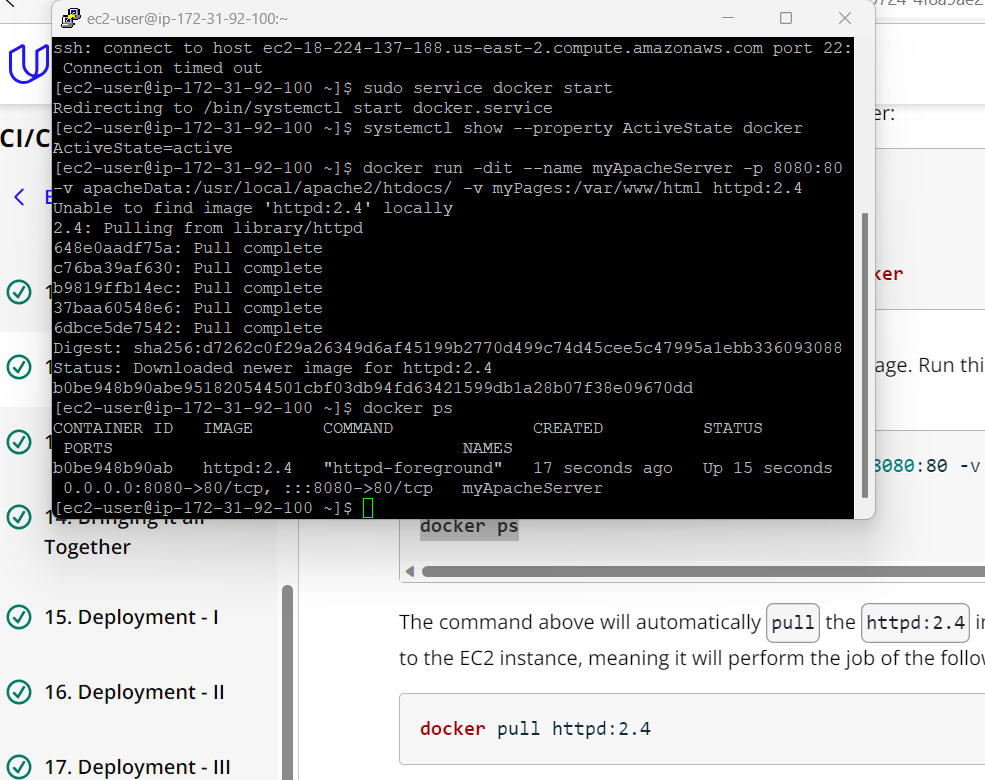 ec2-user@ip-172-31-92-100:~
ssh: connect to host ec2-18-224-137-188.us-east-2.compute.amazonaws.com port 22:
Connection timed out
[ec2-user@ip-172-31-92-100 ~]$ sudo service docker start
Redirecting to /bin/systemctl start docker.service
[ec2-user@ip-172-31-92-100 ~]$ systemctl show --property ActiveState docker
ActiveState=active
[ec2-user@ip-172-31-92-100 ~]$ docker run -dit --name myApacheServer -p 8080:80
-v apacheData:/usr/local/apache2/htdocs/ -v myPages:/var/www/html httpd:2.4
Unable to find image 'httpd:2.4' locally
2.4: Pulling from library/httpd
648e0aadf75a: Pull complete
c76ba39af630: Pull complete
b9819ffb14ec: Pull complete
37baa60548e6: Pull complete
6dbce5de7542: Pull complete
Digest: sha256:d7262c0f29a26349d6af45199b2770d499c74d45cee5c47995a1ebb336093088
Status: Downloaded newer image for httpd:2.4
b0be948b90abe951820544501cbf03db94fd63421599db1a28b07f38e09670dd
[ec2-user@ip-172-31-92-100 ~]$ docker ps
CONTAINER ID IMAGE COMMAND CREATED STATUS
PORTS NAMES
b0be948b90ab httpd:2.4 "httpd-foreground" 17 seconds ago Up 15 seconds
0.0.0.0:8080->80/tcp, :::8080->80/tcp myApacheServer
[ec2-user@ip-172-31-92-100 ~]$
CI/C
er:
ker
age. Run thi
8080:80 -v
docker ps
14. Bringing it all
Together
15. Deployment - I
16. Deployment - II
17. Deployment - III
The command above will automatically pull the httpd:2.4
to the EC2 instance, meaning it will perform the job of the follo
docker pull httpd:2.4